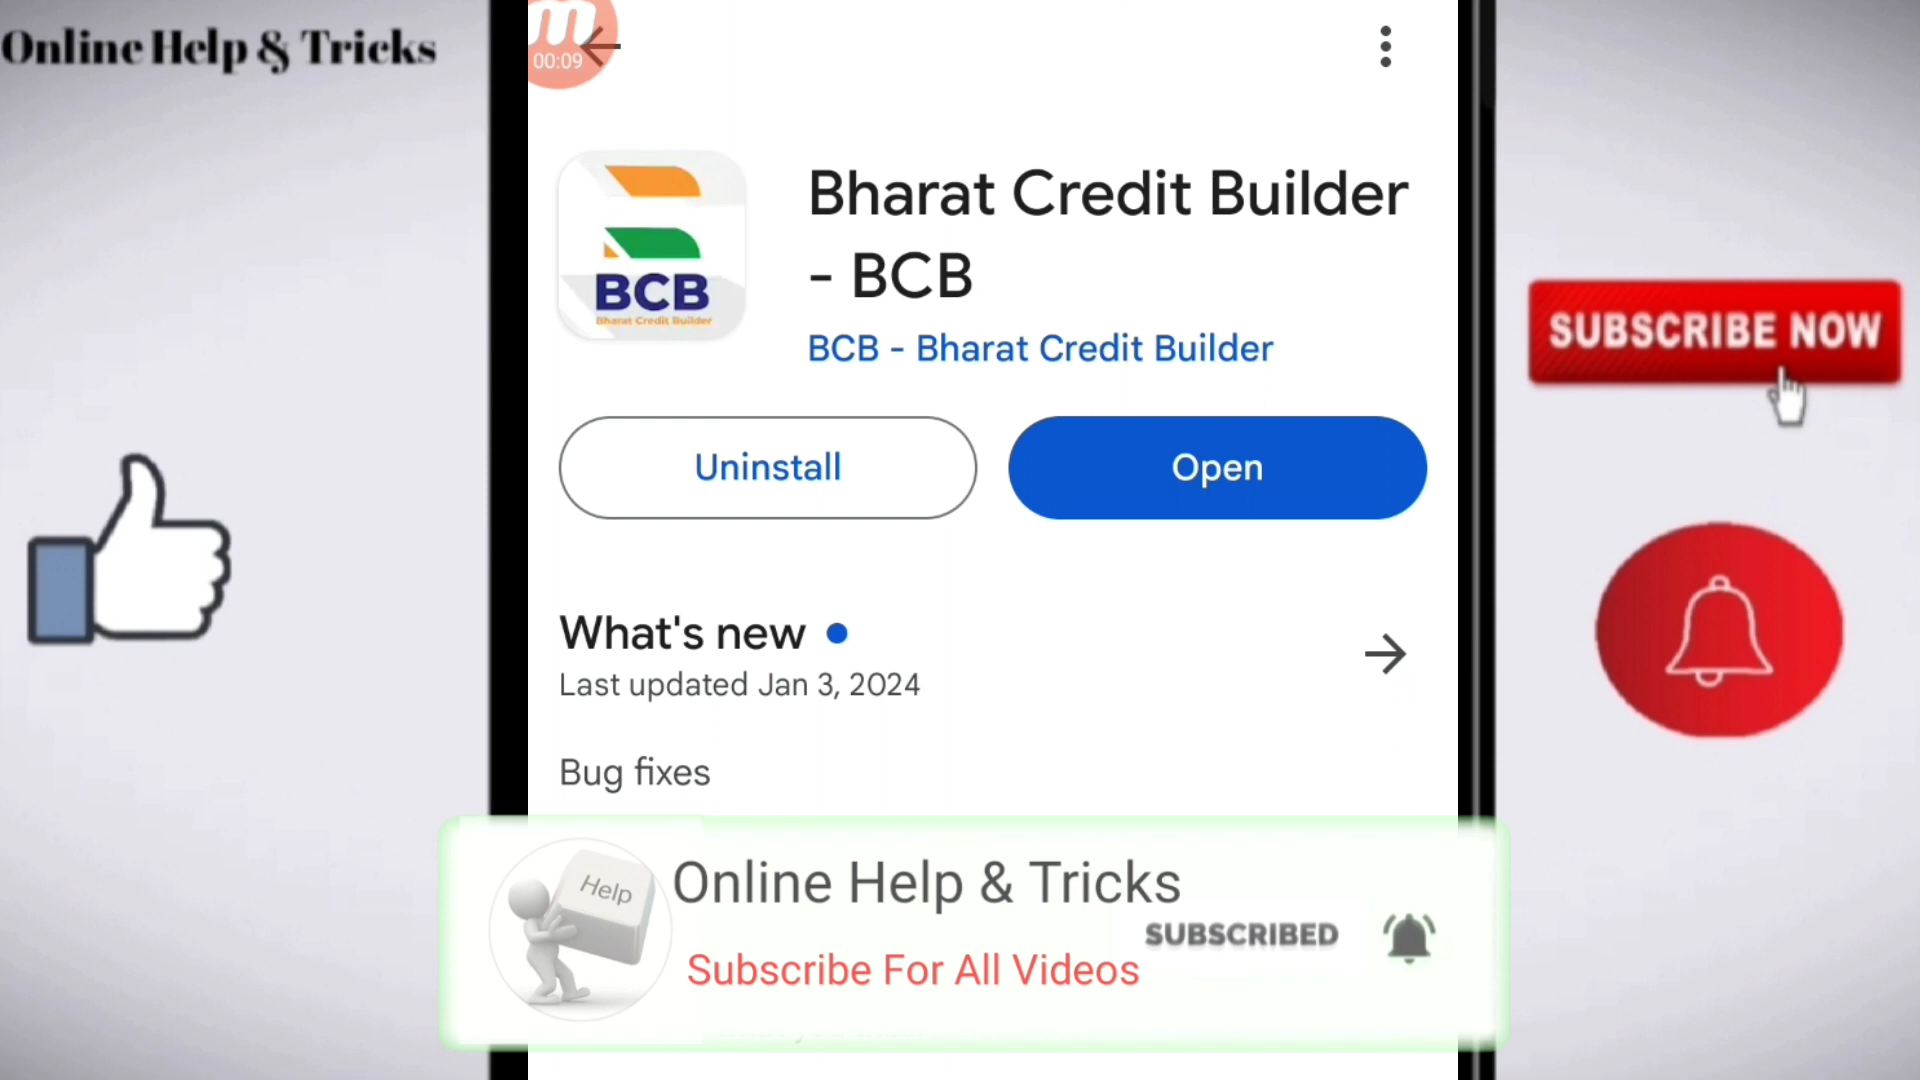 Online Help & Tricks
00:09
Bharat Credit Builder
- BCB
BCB
Bharat Credit Builder
BCB - Bharat Credit Builder
Uninstall
Open
SUBSCRIBE NOW
What's new
Last updated Jan 3, 2024
Bug fixes
Help
Online Help & Tricks
SUBSCRIBED
Subscribe For All Videos